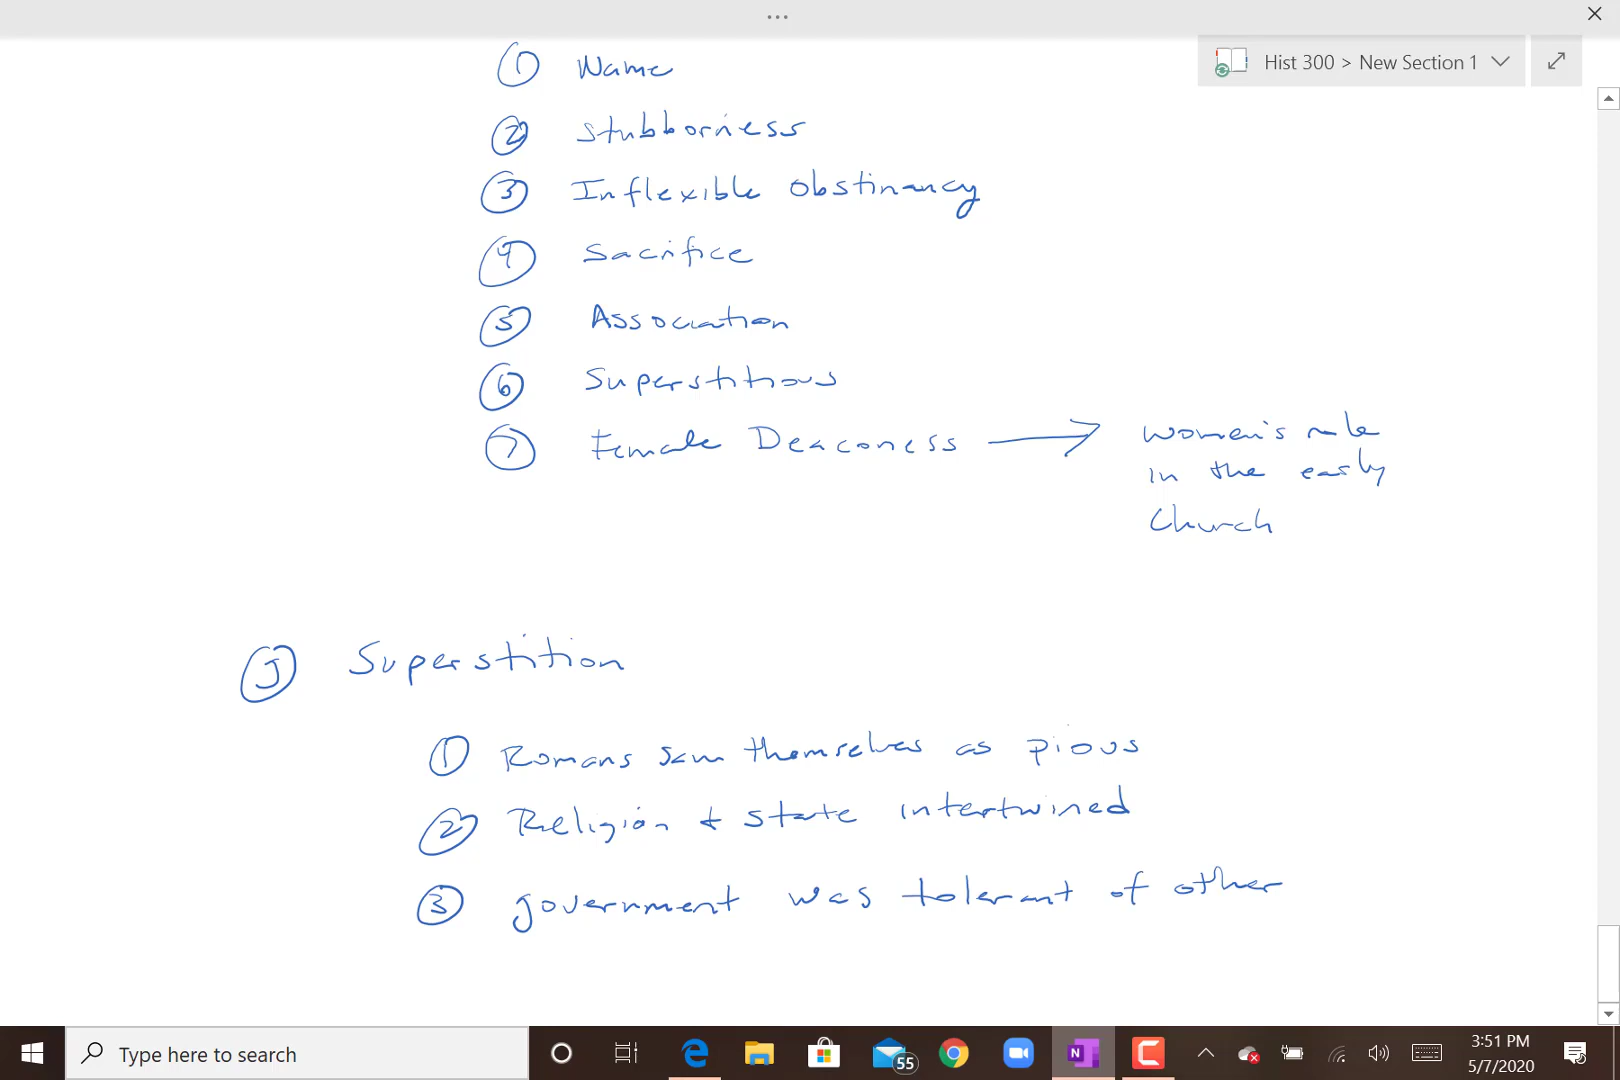 Hist 300 > New Section 1
① Name
② Stubborness
③ Inflexible Obstinancy
④ Sacrifice
⑤ Association
⑥ Superstitious
⑦ Female Deaconess → women's role
in the early
Church
Ⓙ Superstition
① Romans saw themselves as pious
② Religion + state intertwined
③ government was tolerant of other
Type here to search
55
3:51 PM
5/7/2020